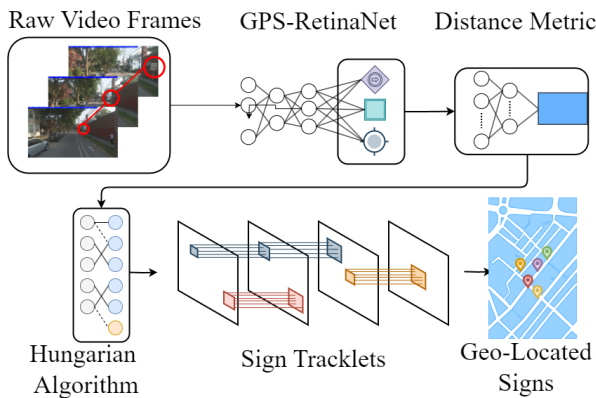 Raw Video Frames
GPS-RetinaNet
Distance Metric
Hungarian
Algorithm
Sign Tracklets
Geo-Located
Signs